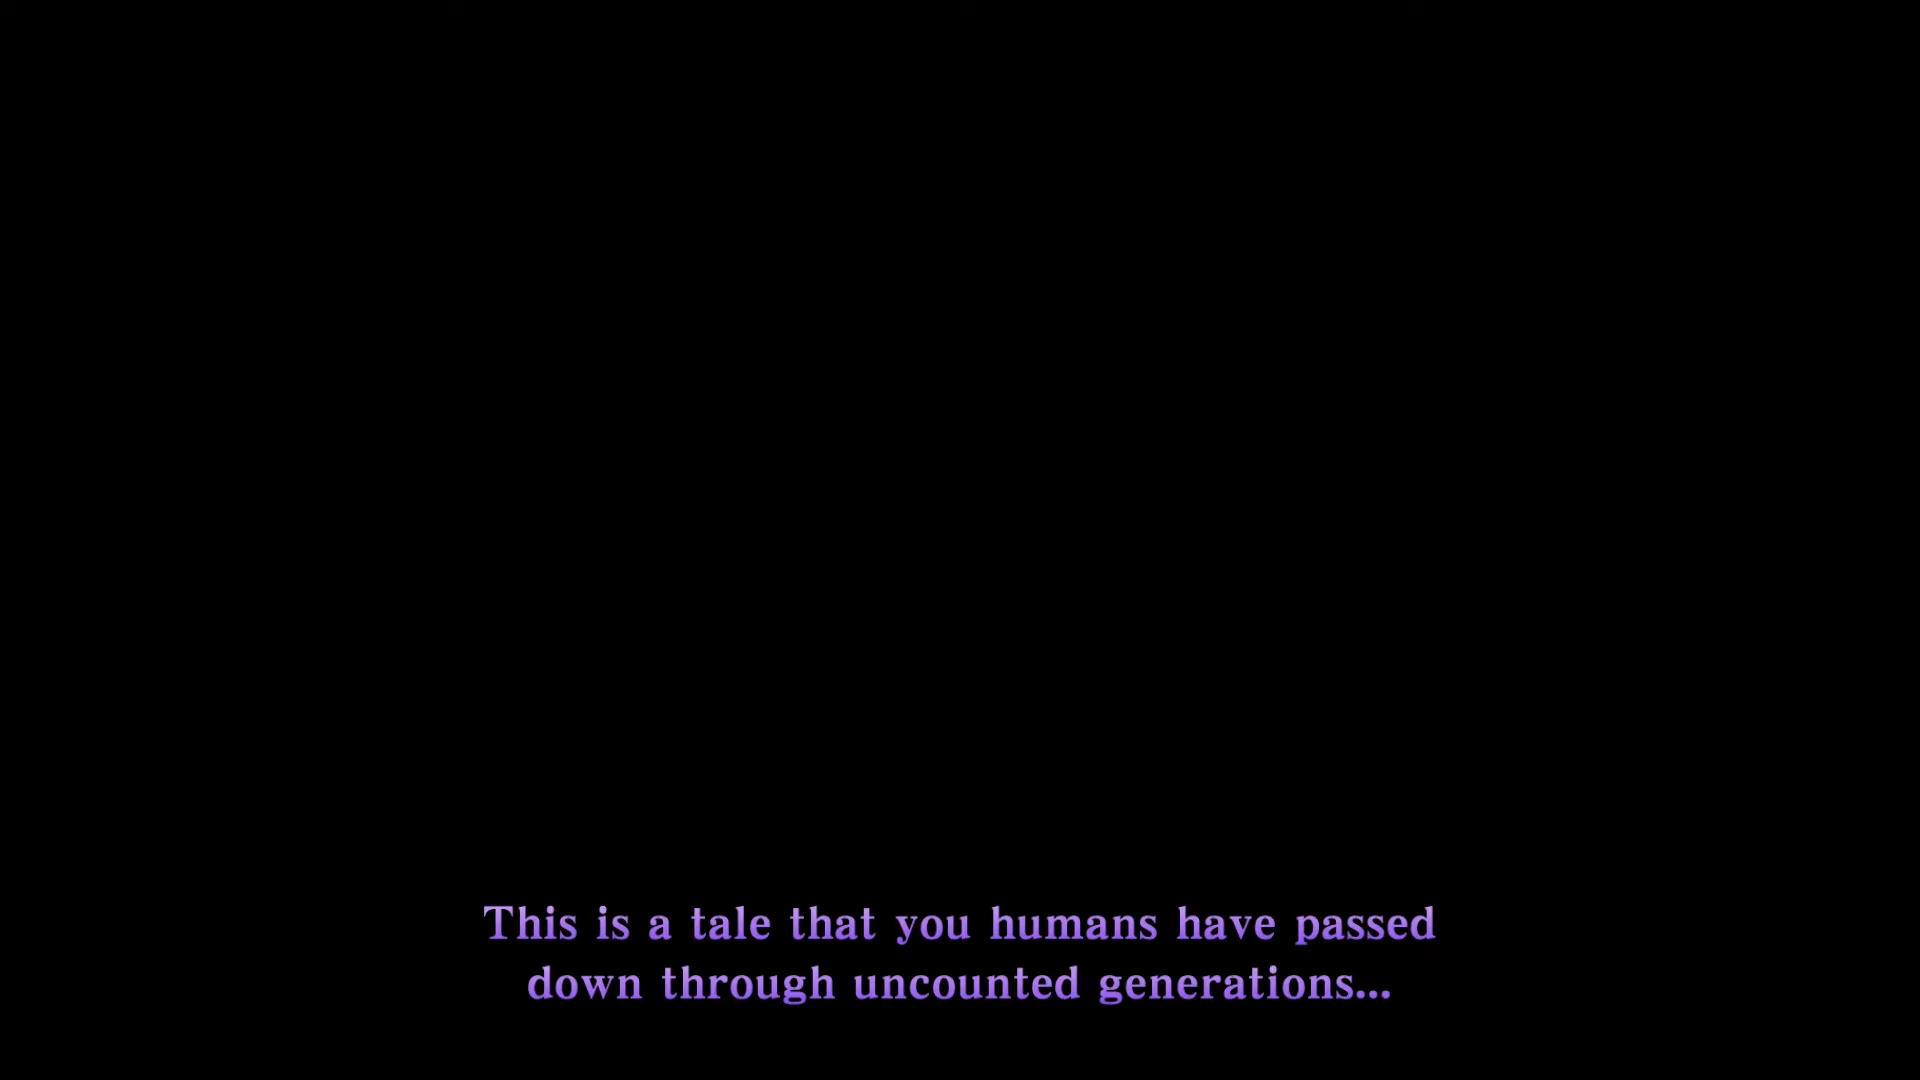 This is a tale that you humans have passed
down through uncounted generations...